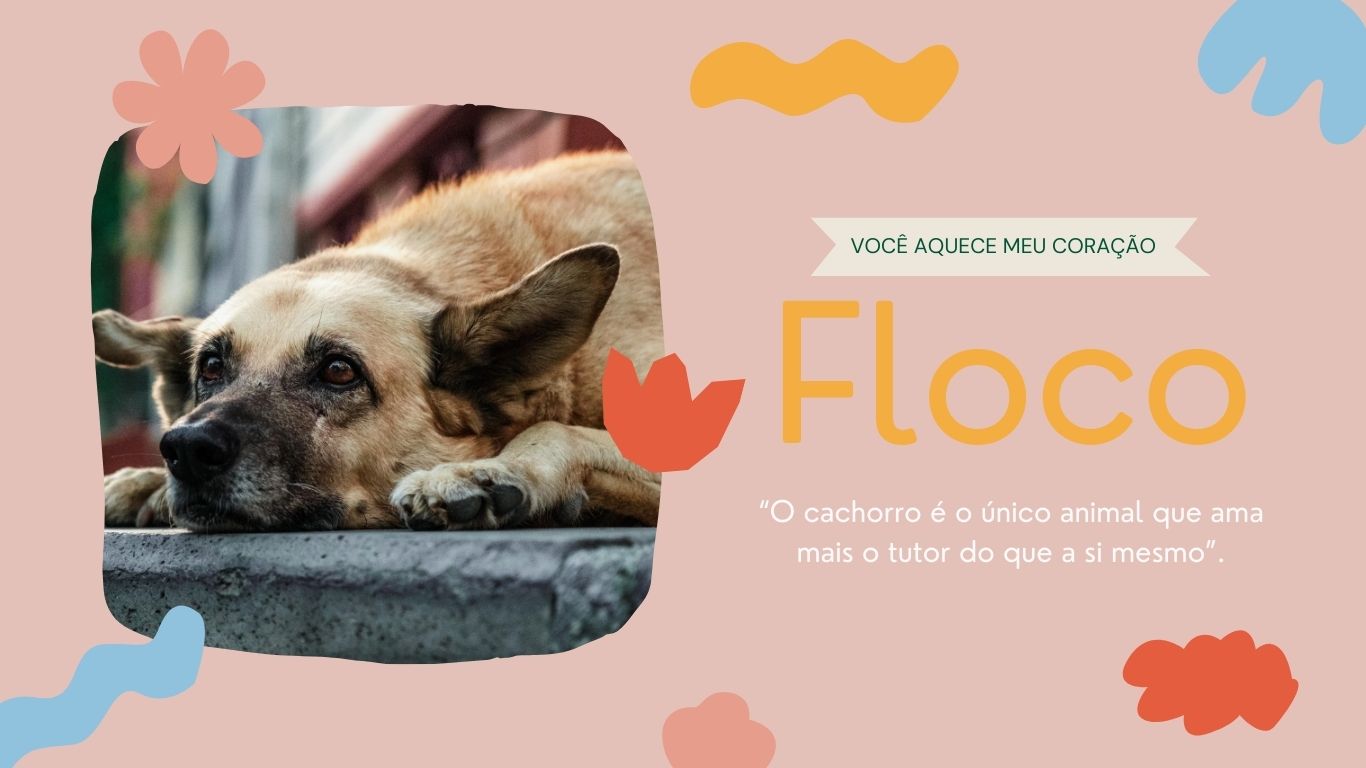 VOCÊ AQUECE MEU CORAÇÃO
Floco
“O cachorro é o único animal que ama
mais o tutor do que a si mesmo”.